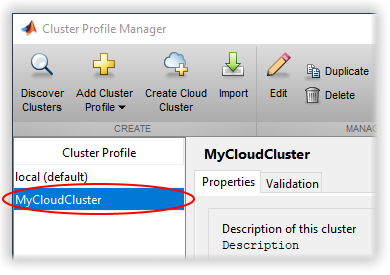 Cluster Profile Manager
Discover Clusters
Add Cluster Profile
Create Cloud Cluster
Import
Edit
Duplicate
Delete
CREATE
Cluster Profile
local (default)
MyCloudCluster
MyCloudCluster
Properties
Validation
Description of this cluster
Description